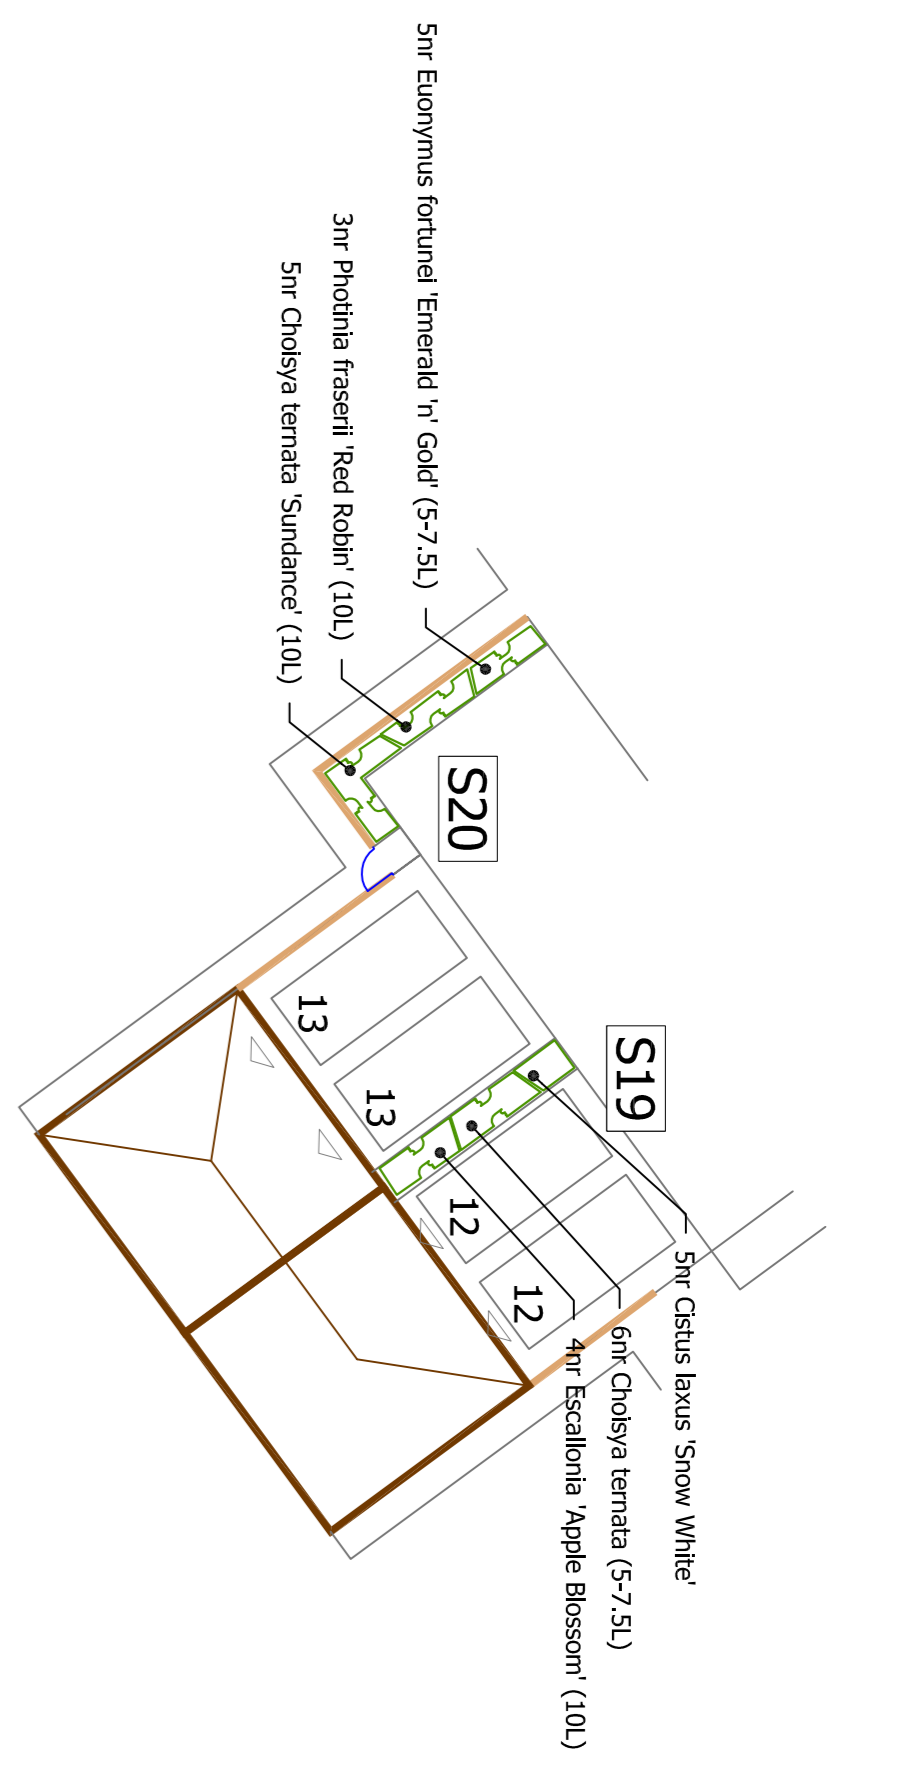 5nr Cistus laxus 'Snow White'
6nr Choisya ternata (5-7.5L)
4nr Escallonia 'Apple Blossom' (10L)
S19
S20
5nr Euonymus fortunei 'Emerald 'n' Gold' (5-7.5L)
3nr Photinia fraserii 'Red Robin' (10L)
5nr Choisya ternata 'Sundance' (10L)
13
13
12
12